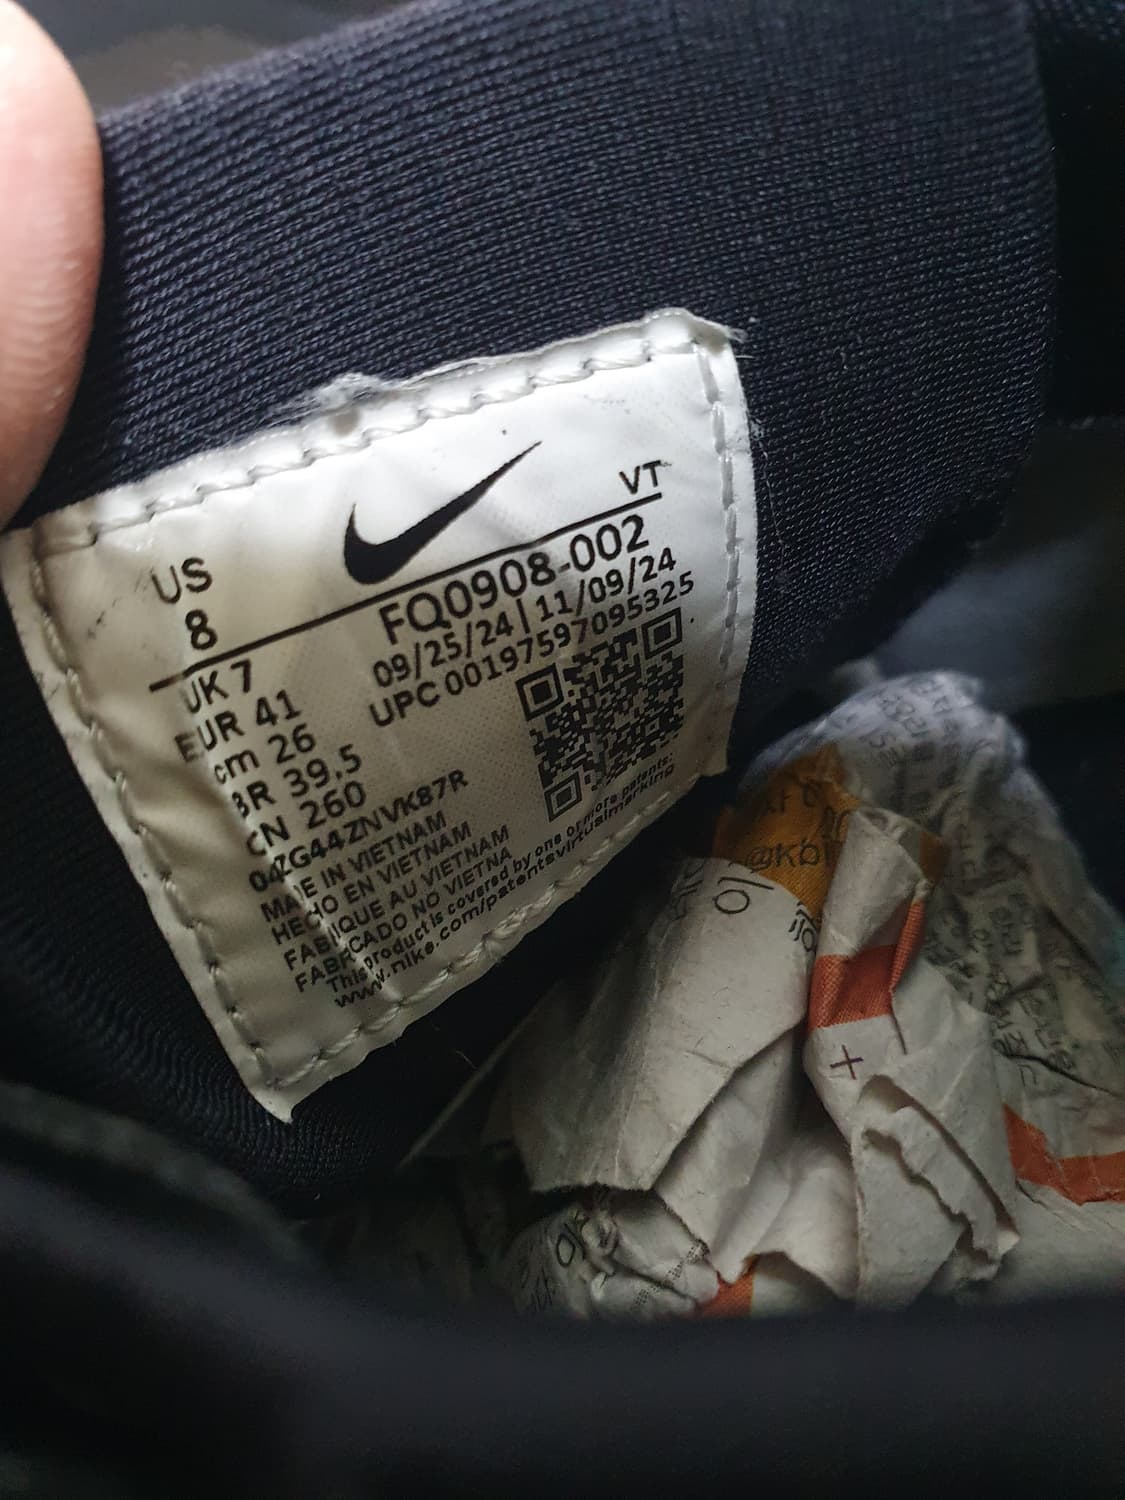 VT
US
8
FQ0908-002
09/25/24|11/09/24
UPC 00197597095325
UK 7
EUR 41
cm 26
BR 39.5
CN 260
04ZG44ZNVK87R
MADE IN VIETNAM
HECHO EN VIETNAM
FABRIQUE AU VIETNAM
FABRICADO NO VIETNA
This product is covered by one or more patents:
www.nike.com/patentsvirtualmarking